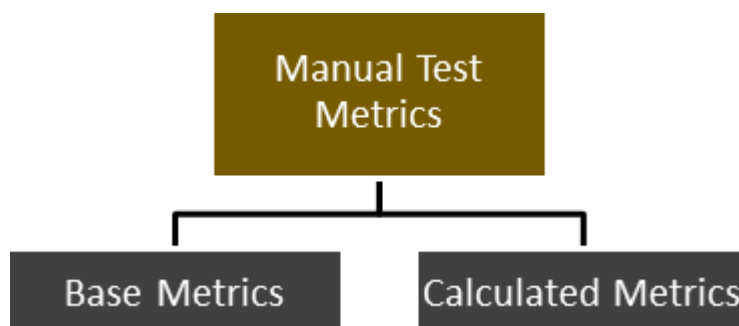 Manual Test
Metrics
Base Metrics
Calculated Metrics